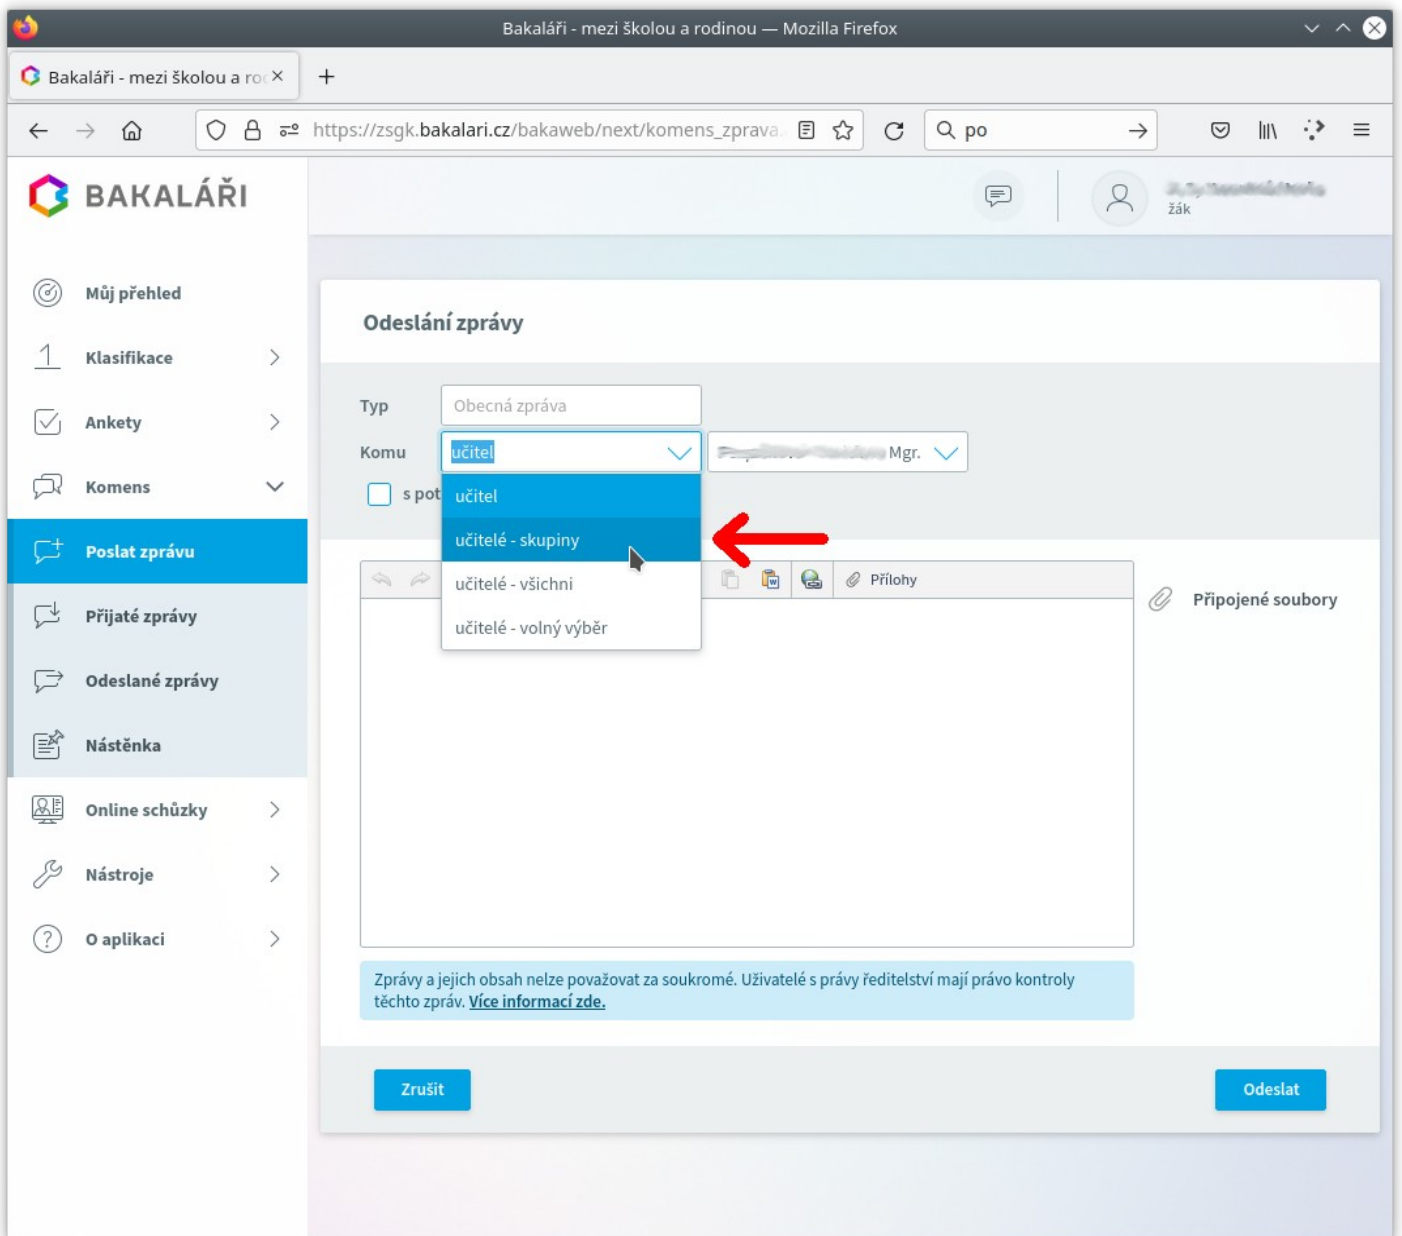 Bakaláři - mezi školou a rodinou — Mozilla Firefox
Bakaláři - mezi školou a ro
https://zsgk.bakalari.cz/bakaweb/next/komens_zprava.
po
BAKALÁŘI
žák
Můj přehled
Klasifikace
Ankety
Komens
Poslat zprávu
Přijaté zprávy
Odeslané zprávy
Nástěnka
Online schůzky
Nástroje
O aplikaci
Odeslání zprávy
Typ
Obecná zpráva
Komu
učitel
Mgr.
s pot
učitel
učitelé - skupiny
učitelé - všichni
učitelé - volný výběr
Přílohy
Připojené soubory
Zprávy a jejich obsah nelze považovat za soukromé. Uživatelé s právy ředitelství mají právo kontroly
těchto zpráv. Více informací zde.
Zrušit
Odeslat